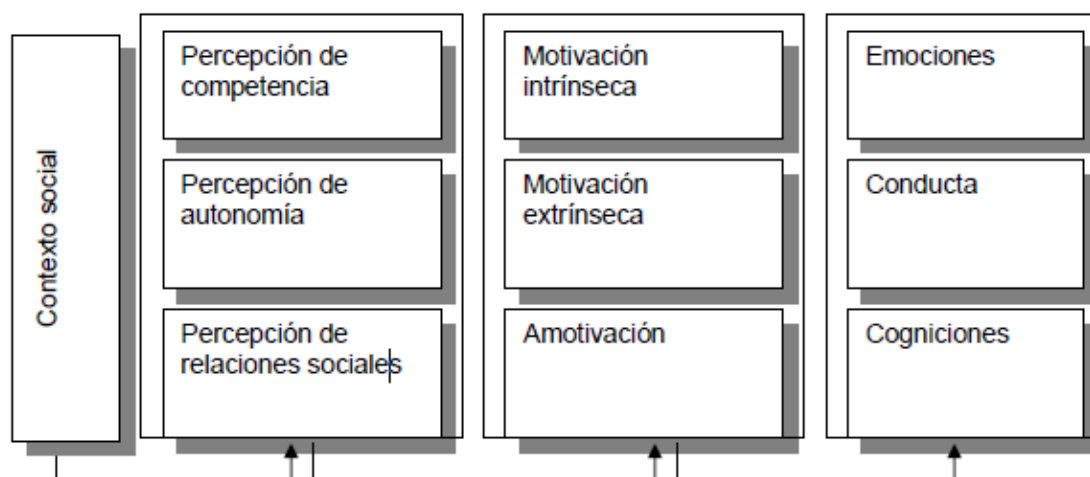 Contexto social
Percepción de
competencia
Percepción de
autonomía
Percepción de
relaciones sociales
Motivación
intrínseca
Motivación
extrínseca
Amotivación
Emociones
Conducta
Cogniciones